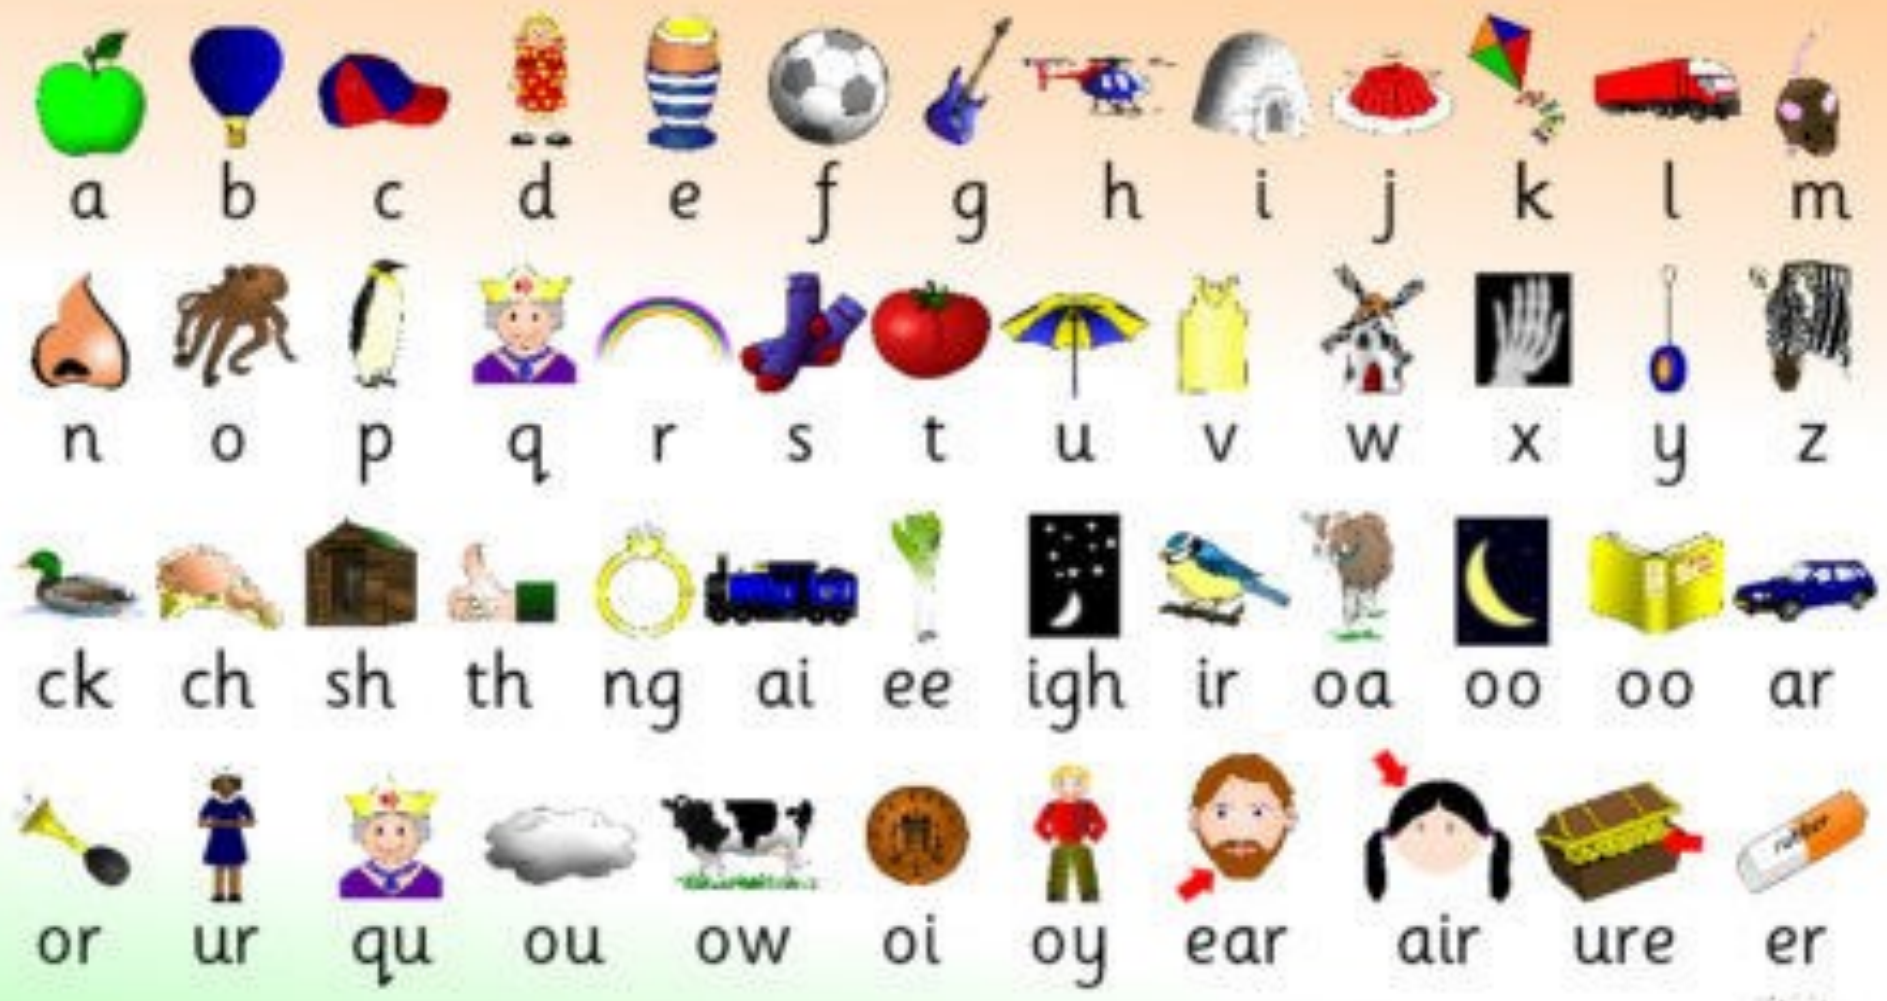 a b c d e f g h i j k l m
n o p q r s t u v w x y z
ck ch sh th ng ai ee igh ir oa oo oo ar
rubber
or ur qu ou ow oi oy ear air ure er